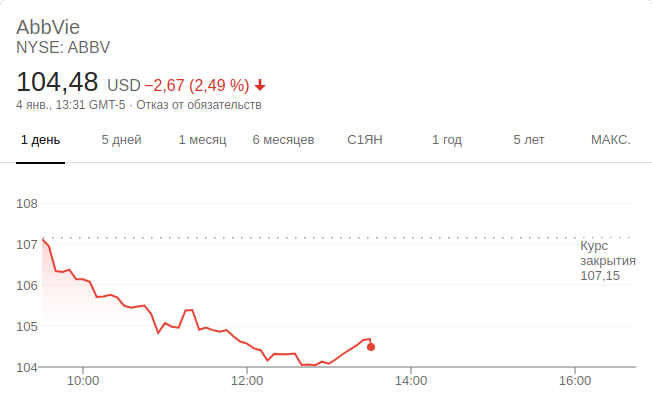 AbbVie
NYSE: ABBV
104,48 USD −2,67 (2,49 %)
4 янв., 13:31 GMT-5 · Отказ от обязательств
1 день 5 дней 1 месяц 6 месяцев С1ЯН 1 год 5 лет МАКС.
108
107
Курс
закрытия
107,15
106
105
104
10:00 12:00 14:00 16:00